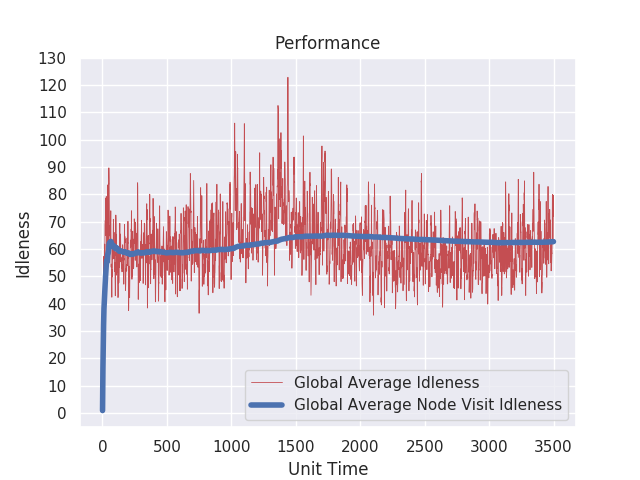 Performance
130
120
110
100
90
80
70
60
50
40
30
20
10
0
Idleness
Global Average Idleness
Global Average Node Visit Idleness
0 500 1000 1500 2000 2500 3000 3500
Unit Time